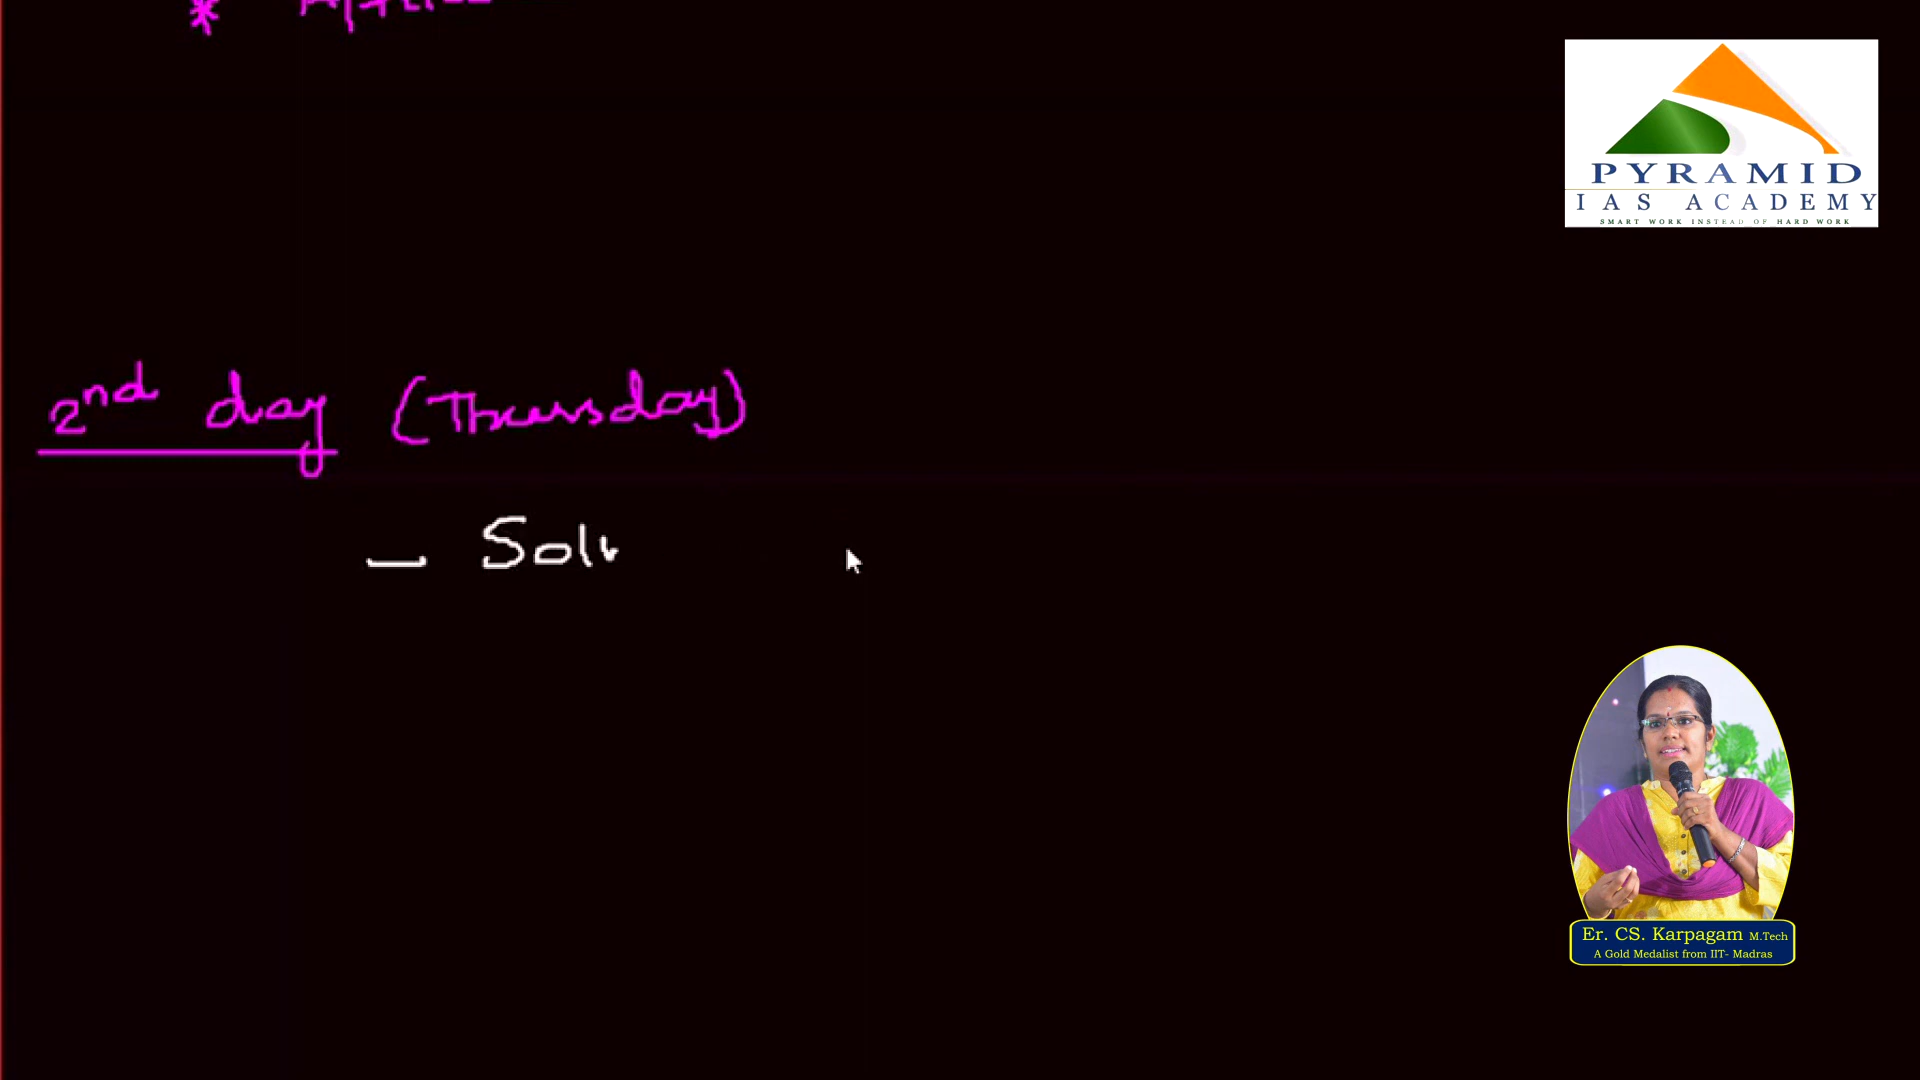 *
PYRAMID
IAS ACADEMY
SMART WORK INSTEAD OF HARD WORK
2nd day (Thursday)
— Solv
Er. CS. Karpagam M.Tech
A Gold Medalist from IIT- Madras